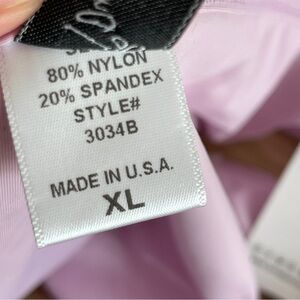 80% NYLON
20% SPANDEX
STYLE#
3034B
MADE IN U.S.A.
XL